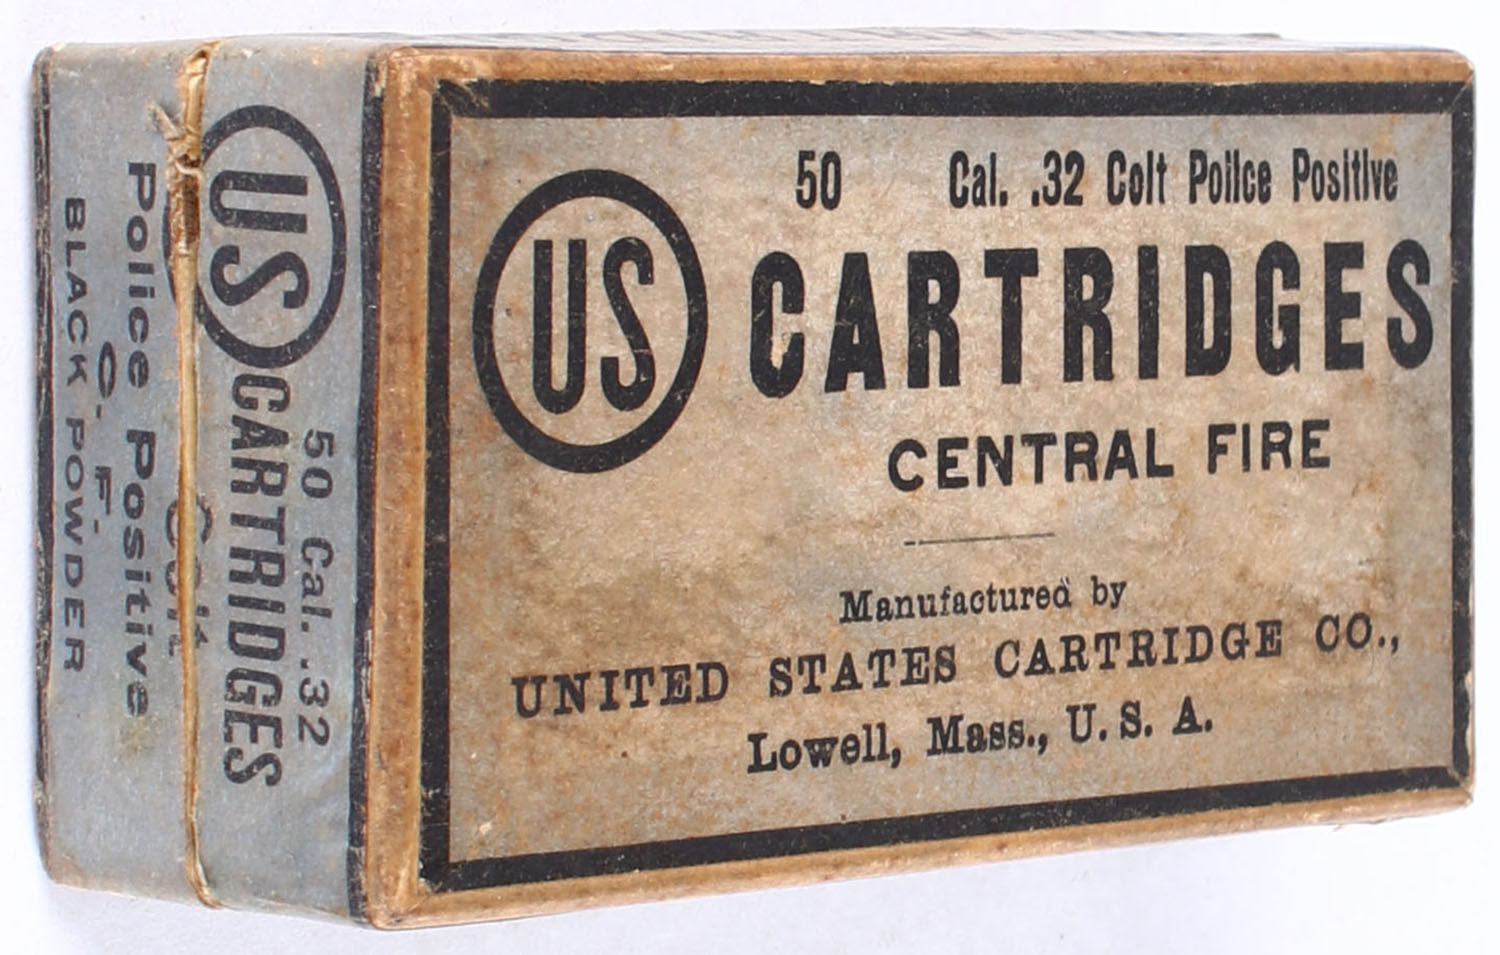 50 Cal. .32 Colt Police Positive
US CARTRIDGES
CENTRAL FIRE
Manufactured by
UNITED STATES CARTRIDGE CO.,
Lowell, Mass., U. S. A.
50 Cal. .32
US CARTRIDGES
Colt
Police Positive
C. F.
BLACK POWDER